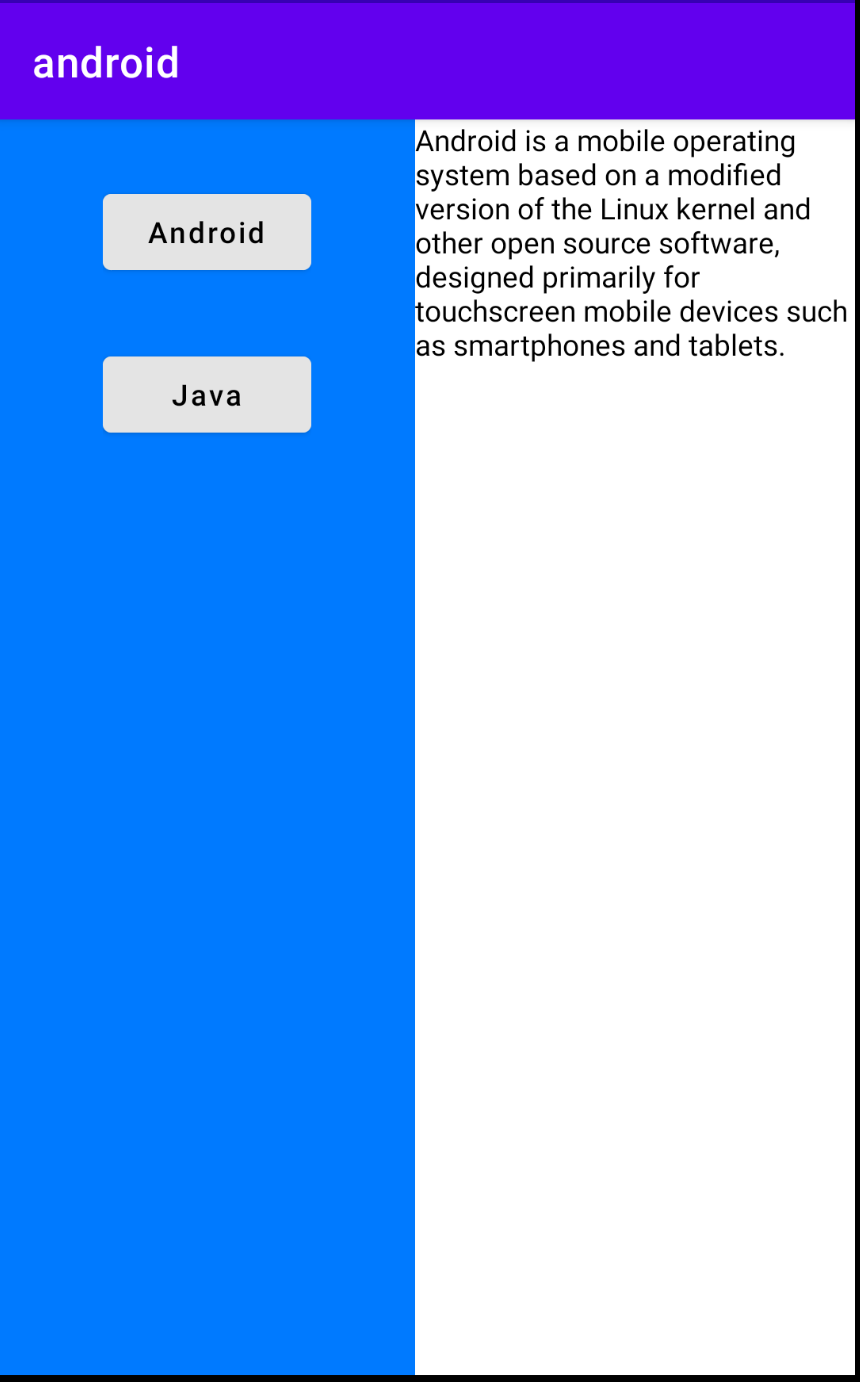 android
Android
Java
Android is a mobile operating
system based on a modified
version of the Linux kernel and
other open source software,
designed primarily for
touchscreen mobile devices such
as smartphones and tablets.